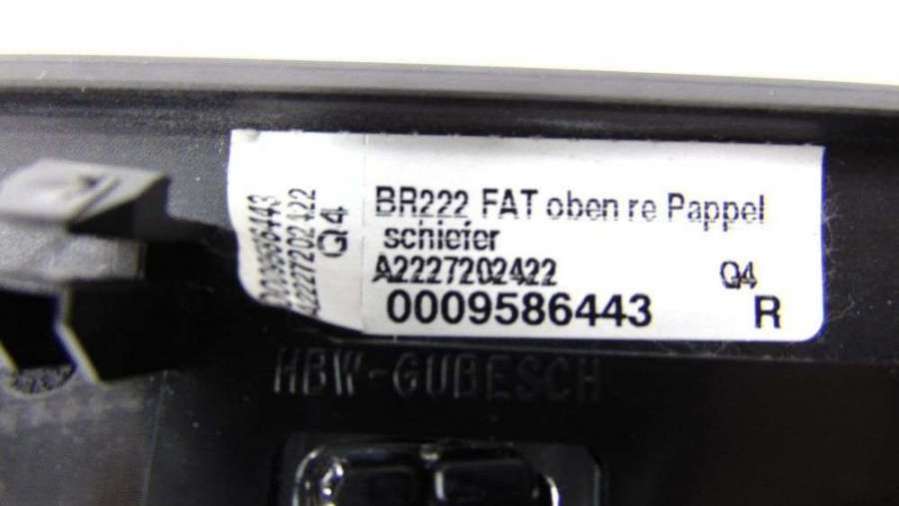 BR222 FAT oben re Pappel
schiefer
A2227202422 Q4
0009586443 R
0009586443
A2227202422
Q4
HBW-GUBESCH